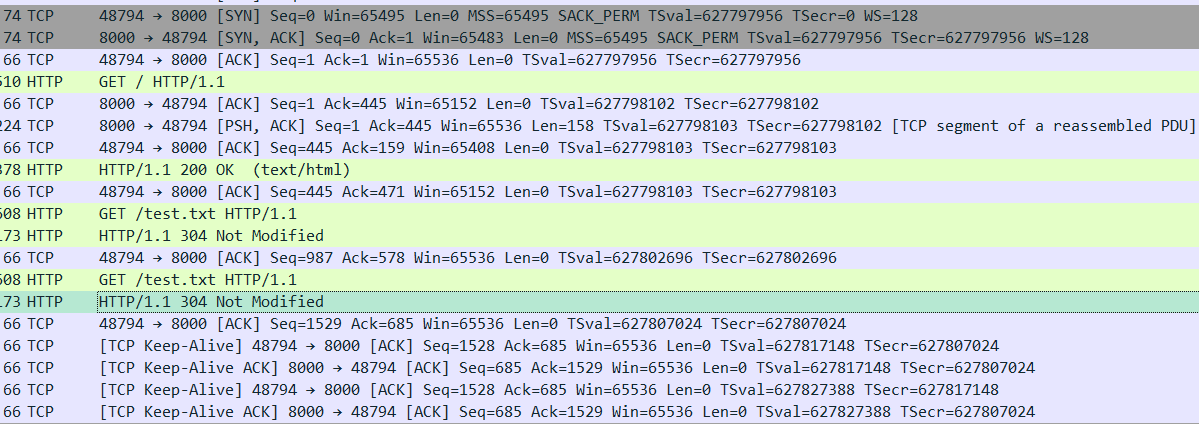 74 TCP 48794 → 8000 [SYN] Seq=0 Win=65495 Len=0 MSS=65495 SACK_PERM TSval=627797956 TSecr=0 WS=128
74 TCP 8000 → 48794 [SYN, ACK] Seq=0 Ack=1 Win=65483 Len=0 MSS=65495 SACK_PERM TSval=627797956 TSecr=627797956 WS=128
66 TCP 48794 → 8000 [ACK] Seq=1 Ack=1 Win=65536 Len=0 TSval=627797956 TSecr=627797956
510 HTTP GET / HTTP/1.1
66 TCP 8000 → 48794 [ACK] Seq=1 Ack=445 Win=65152 Len=0 TSval=627798102 TSecr=627798102
224 TCP 8000 → 48794 [PSH, ACK] Seq=1 Ack=445 Win=65536 Len=158 TSval=627798103 TSecr=627798102 [TCP segment of a reassembled PDU]
66 TCP 48794 → 8000 [ACK] Seq=445 Ack=159 Win=65408 Len=0 TSval=627798103 TSecr=627798103
378 HTTP HTTP/1.1 200 OK (text/html)
66 TCP 48794 → 8000 [ACK] Seq=445 Ack=471 Win=65152 Len=0 TSval=627798103 TSecr=627798103
608 HTTP GET /test.txt HTTP/1.1
173 HTTP HTTP/1.1 304 Not Modified
66 TCP 48794 → 8000 [ACK] Seq=987 Ack=578 Win=65536 Len=0 TSval=627802696 TSecr=627802696
608 HTTP GET /test.txt HTTP/1.1
173 HTTP HTTP/1.1 304 Not Modified
66 TCP 48794 → 8000 [ACK] Seq=1529 Ack=685 Win=65536 Len=0 TSval=627807024 TSecr=627807024
66 TCP [TCP Keep-Alive] 48794 → 8000 [ACK] Seq=1528 Ack=685 Win=65536 Len=0 TSval=627817148 TSecr=627807024
66 TCP [TCP Keep-Alive ACK] 8000 → 48794 [ACK] Seq=685 Ack=1529 Win=65536 Len=0 TSval=627817148 TSecr=627807024
66 TCP [TCP Keep-Alive] 48794 → 8000 [ACK] Seq=1528 Ack=685 Win=65536 Len=0 TSval=627827388 TSecr=627817148
66 TCP [TCP Keep-Alive ACK] 8000 → 48794 [ACK] Seq=685 Ack=1529 Win=65536 Len=0 TSval=627827388 TSecr=627807024